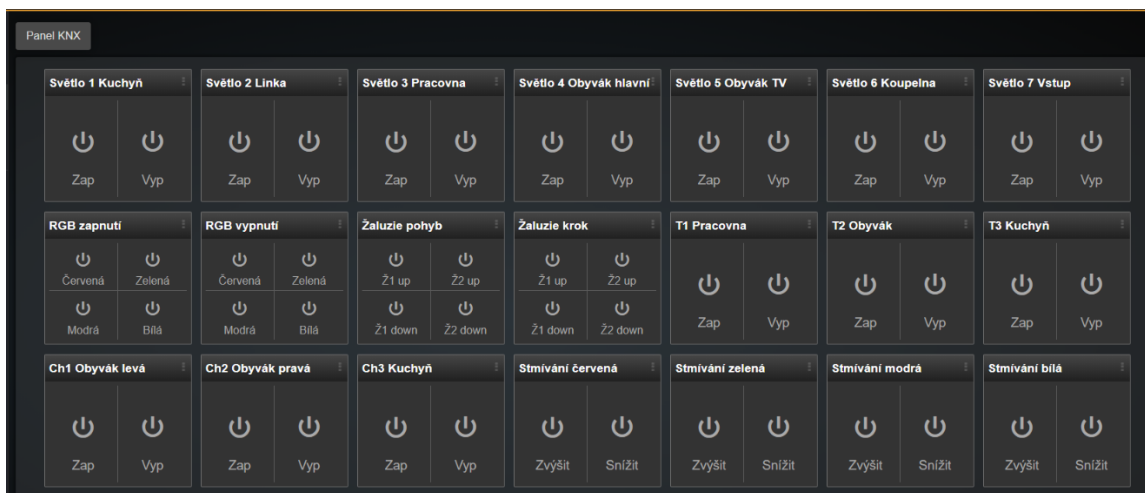 Panel KNX
Světlo 1 Kuchyň Světlo 2 Linka Světlo 3 Pracovna Světlo 4 Obyvák hlavní Světlo 5 Obyvák TV Světlo 6 Koupelna Světlo 7 Vstup
Zap Vyp Zap Vyp Zap Vyp Zap Vyp Zap Vyp Zap Vyp Zap Vyp
RGB zapnutí RGB vypnutí Žaluzie pohyb Žaluzie krok T1 Pracovna T2 Obyvák T3 Kuchyň
Červená Zelená Červená Zelená Ž1 up Ž2 up Ž1 up Ž2 up
Zap Vyp Zap Vyp Zap Vyp
Modrá Bílá Modrá Bílá Ž1 down Ž2 down Ž1 down Ž2 down
Ch1 Obyvák levá Ch2 Obyvák pravá Ch3 Kuchyň Stmívání červená Stmívání zelená Stmívání modrá Stmívání bílá
Zap Vyp Zap Vyp Zap Vyp Zvýšit Snížit Zvýšit Snížit Zvýšit Snížit Zvýšit Snížit